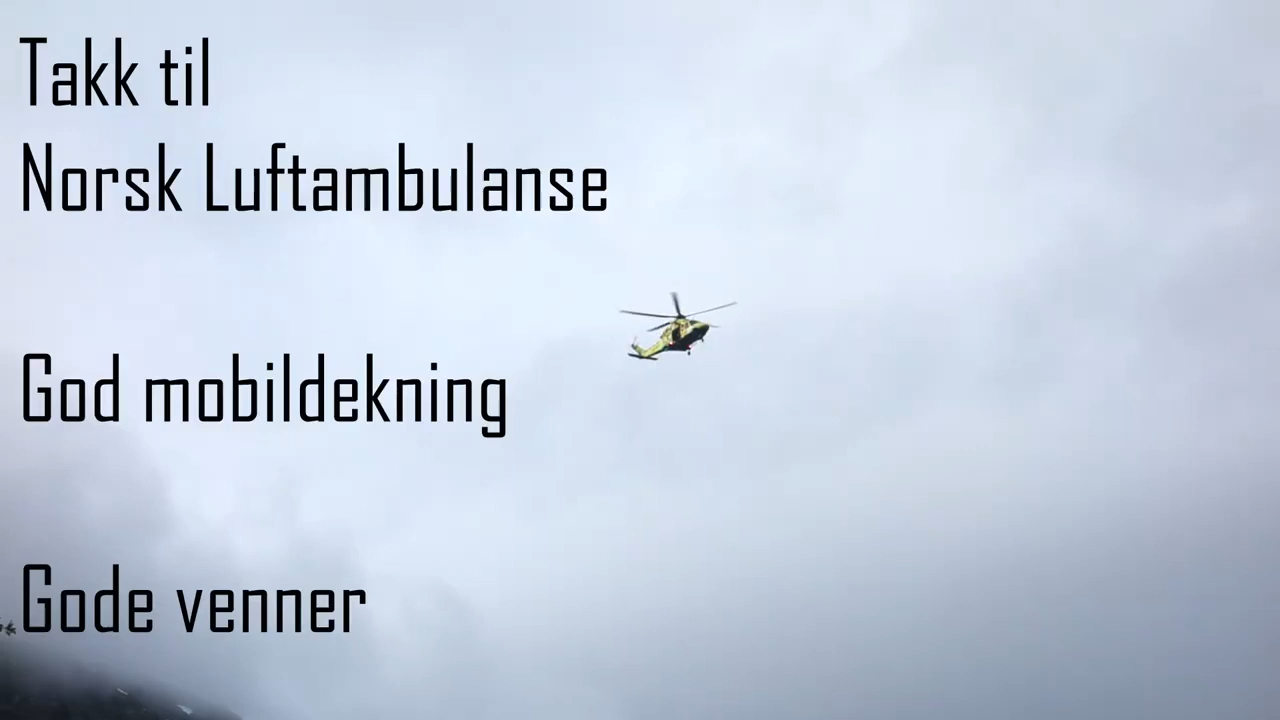 Takk til
Norsk Luftambulanse
God mobildekning
Gode venner